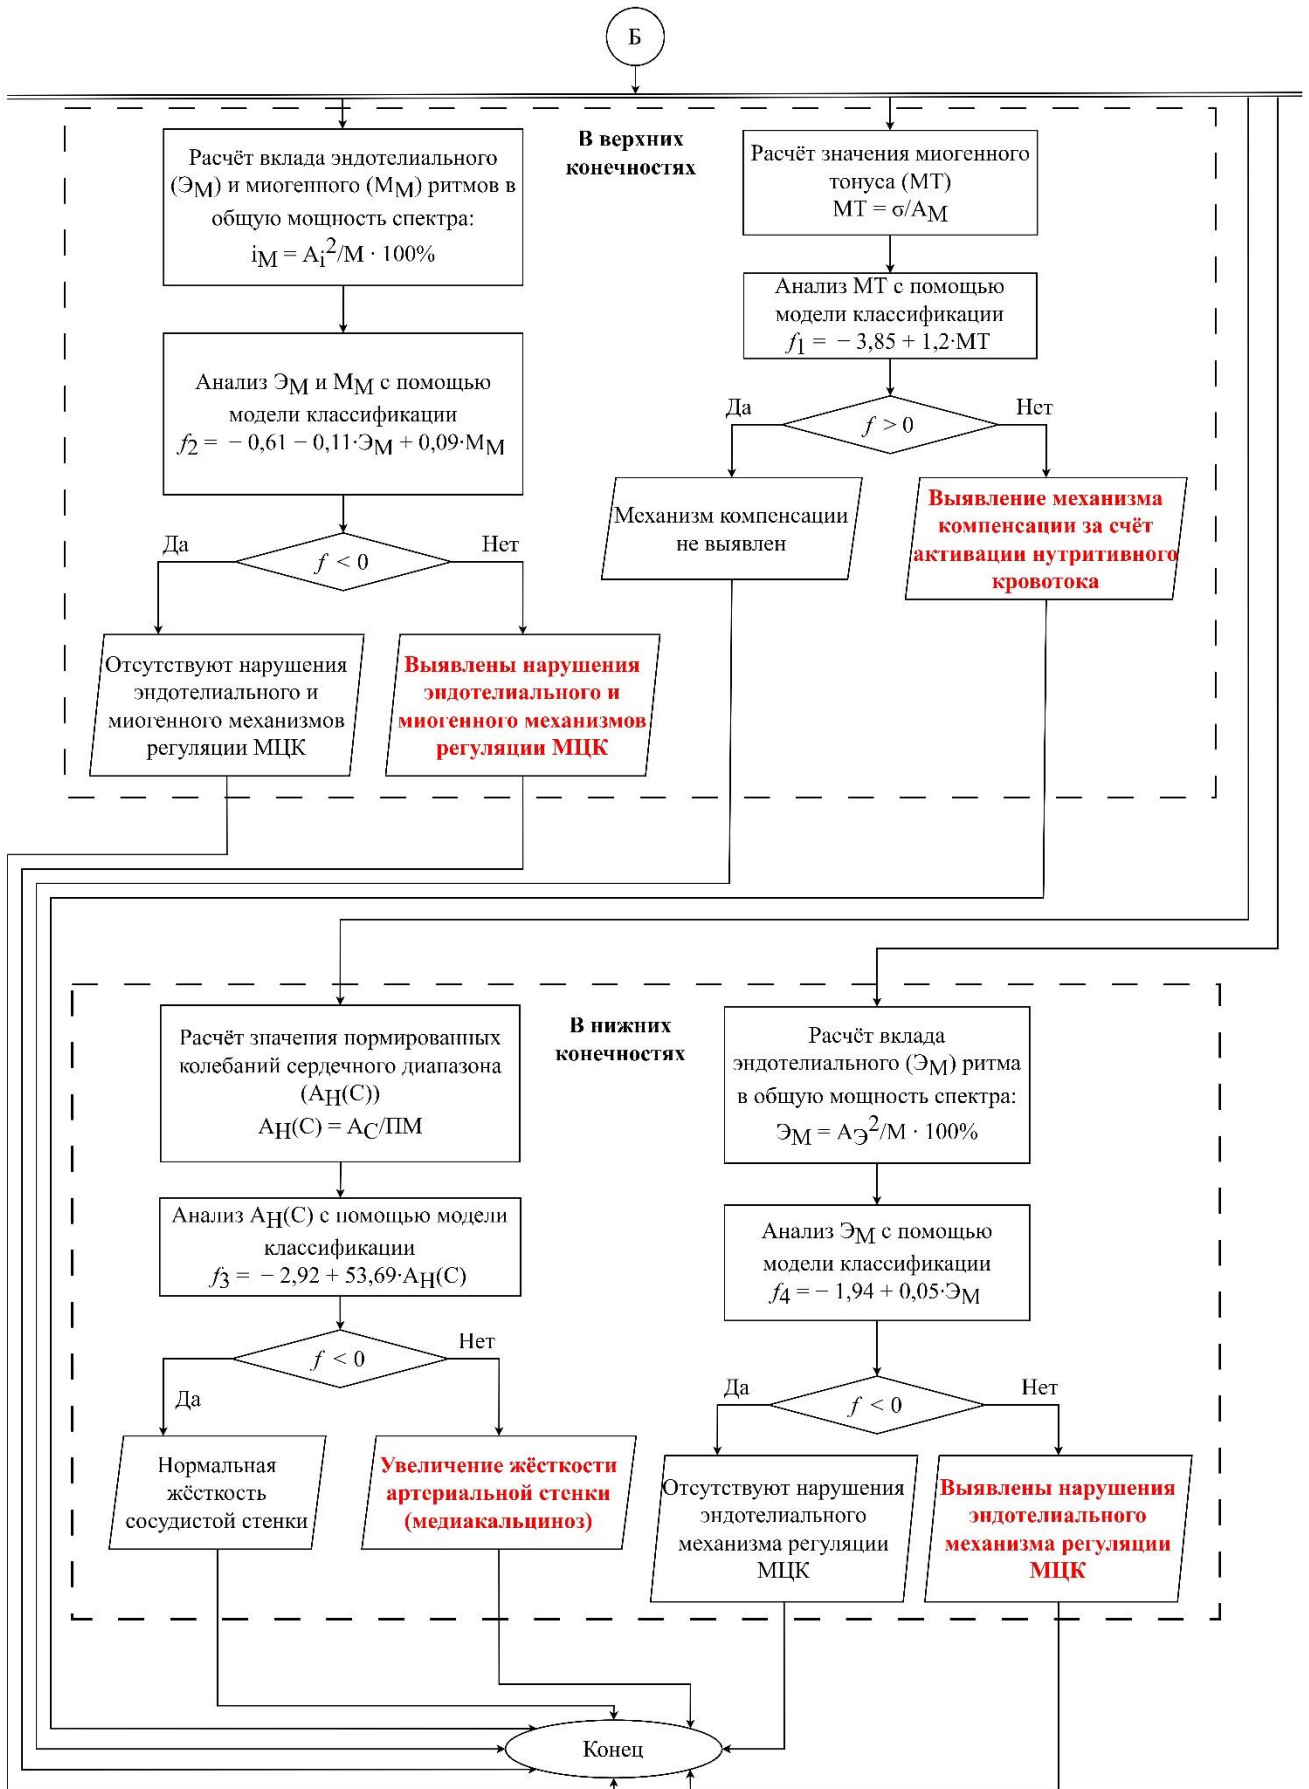 Б
В верхних
конечностях
Расчёт вклада эндотелиального
(ЭМ) и миогенного (ММ) ритмов в
общую мощность спектра:
iМ = Ai²/М · 100%
Анализ ЭМ и ММ с помощью
модели классификации
f2 = − 0,61 − 0,11·ЭМ + 0,09·ММ
Да
Нет
f < 0
Отсутствуют нарушения
эндотелиального и
миогенного механизмов
регуляции МЦК
Выявлены нарушения
эндотелиального и
миогенного механизмов
регуляции МЦК
Расчёт значения миогенного
тонуса (МТ)
МТ = σ/АМ
Анализ МТ с помощью
модели классификации
f1 = − 3,85 + 1,2·МТ
Да
Нет
f > 0
Механизм компенсации
не выявлен
Выявление механизма
компенсации за счёт
активации нутритивного
кровотока
В нижних
конечностях
Расчёт значения нормированных
колебаний сердечного диапазона
(АН(С))
АН(С) = АС/ПМ
Анализ АН(С) с помощью модели
классификации
f3 = − 2,92 + 53,69·АН(С)
Нет
f < 0
Да
Нормальная
жёсткость
сосудистой стенки
Увеличение жёсткости
артериальной стенки
(медиакальциноз)
Расчёт вклада
эндотелиального (ЭМ) ритма
в общую мощность спектра:
ЭМ = АЭ²/М · 100%
Анализ ЭМ с помощью
модели классификации
f4 = − 1,94 + 0,05·ЭМ
Да
Нет
f < 0
Отсутствуют нарушения
эндотелиального
механизма регуляции
МЦК
Выявлены нарушения
эндотелиального
механизма регуляции
МЦК
Конец